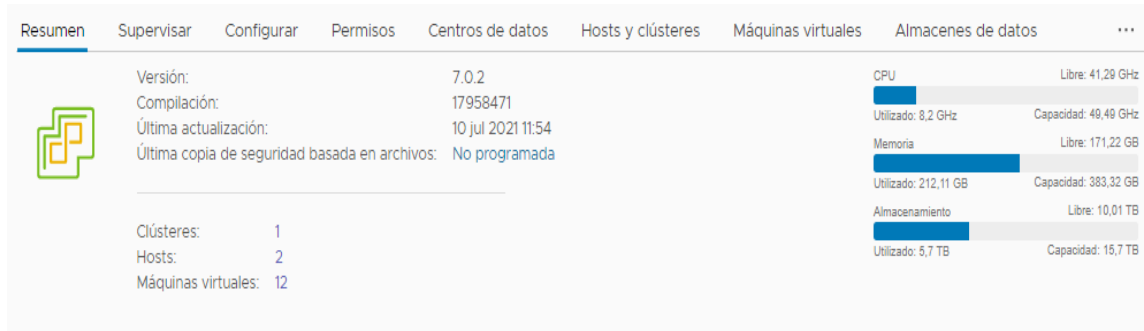 Resumen Supervisar Configurar Permisos Centros de datos Hosts y clústeres Máquinas virtuales Almacenes de datos ...
Versión: 7.0.2
Compilación: 17958471
Última actualización: 10 jul 2021 11:54
Última copia de seguridad basada en archivos: No programada
Clústeres: 1
Hosts: 2
Máquinas virtuales: 12
CPU Libre: 41,29 GHz
Utilizado: 8,2 GHz Capacidad: 49,49 GHz
Memoria Libre: 171,22 GB
Utilizado: 212,11 GB Capacidad: 383,32 GB
Almacenamiento Libre: 10,01 TB
Utilizado: 5,7 TB Capacidad: 15,7 TB